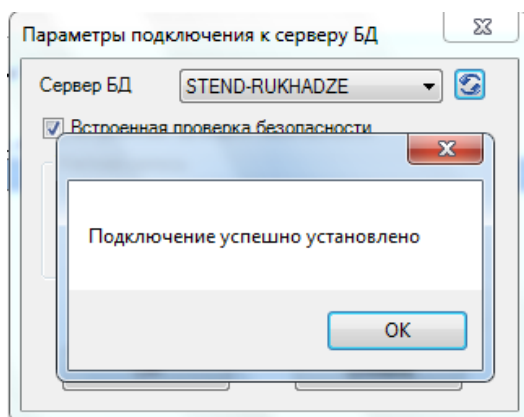 Параметры подключения к серверу БД
Сервер БД STEND-RUKHADZE
Встроенная проверка безопасности
Подключение успешно установлено
OK